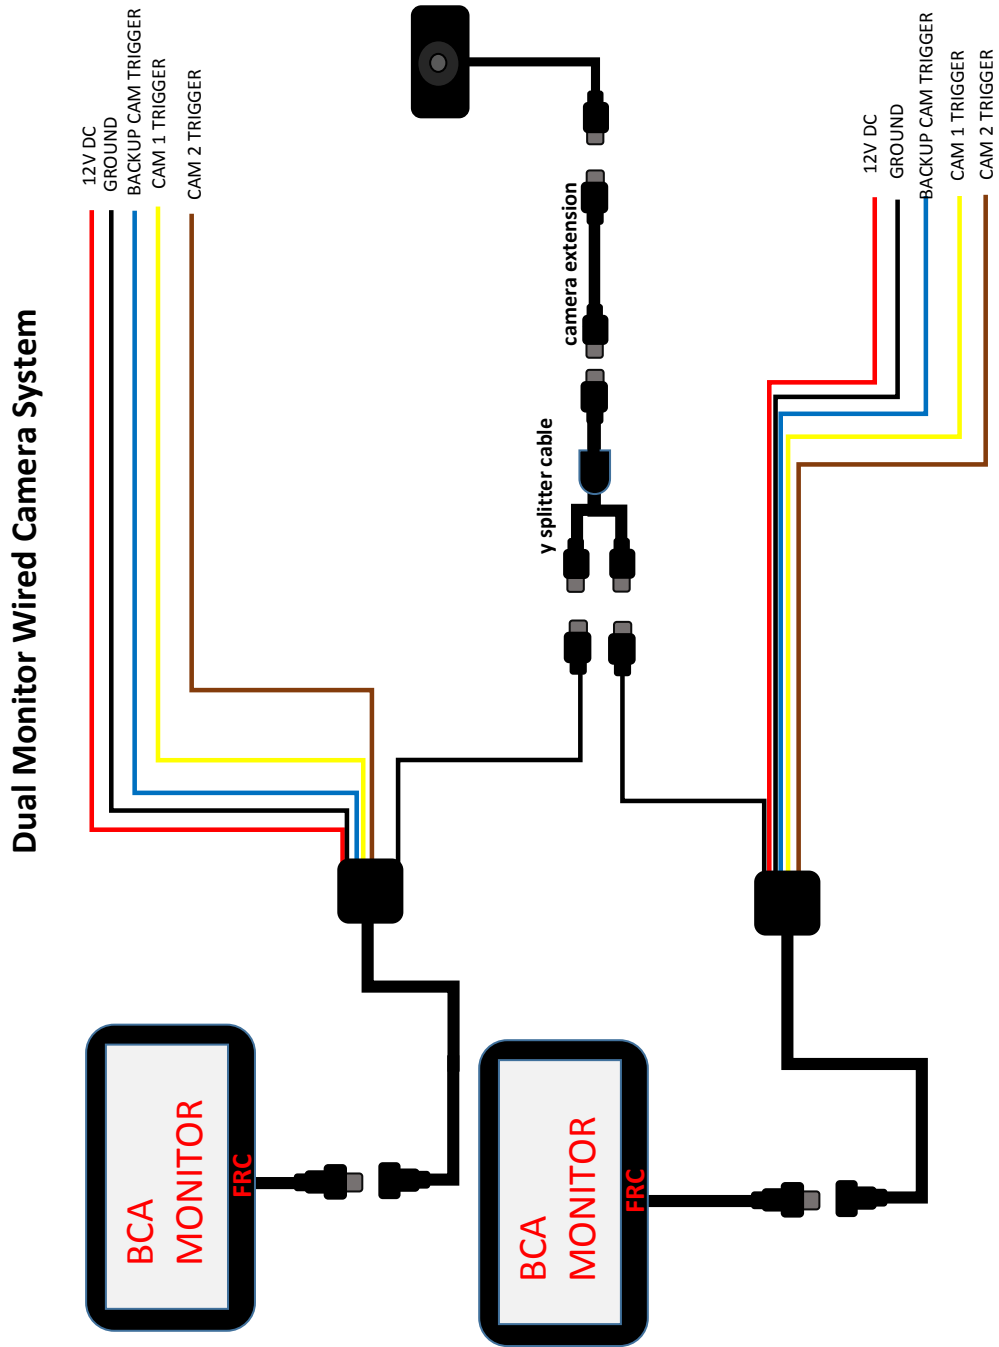 Dual Monitor Wired Camera System
12V DC
GROUND
BACKUP CAM TRIGGER
CAM 1 TRIGGER
CAM 2 TRIGGER
camera extension
y splitter cable
12V DC
GROUND
BACKUP CAM TRIGGER
CAM 1 TRIGGER
CAM 2 TRIGGER
BCA
MONITOR
FRC
BCA
MONITOR
FRC